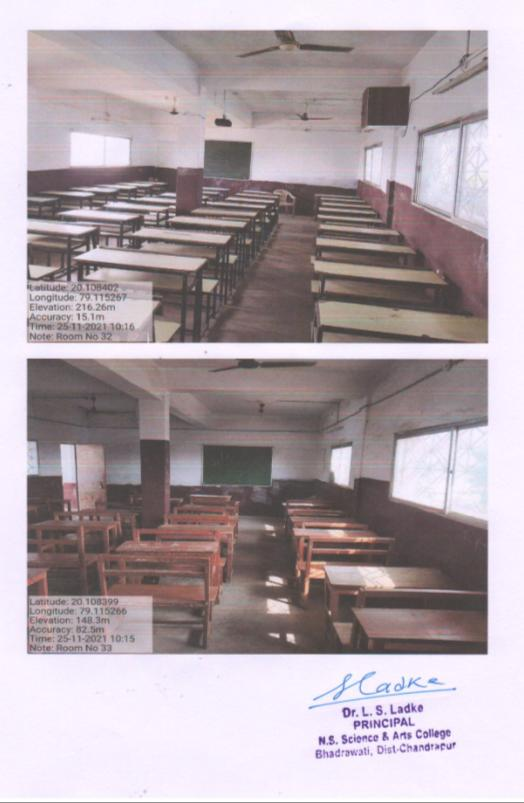 Latitude: 20.108402
Longitude: 79.115267
Elevation: 216.26m
Accuracy: 15.1m
Time: 25-11-2021 10:16
Note: Room No 32
Latitude: 20.108399
Longitude: 79.115266
Elevation: 148.3m
Accuracy: 82.5m
Time: 25-11-2021 10:15
Note: Room No 33
Ladke
Dr. L. S. Ladke
PRINCIPAL
N.S. Science & Arts College
Bhadrawati, Dist-Chandrapur